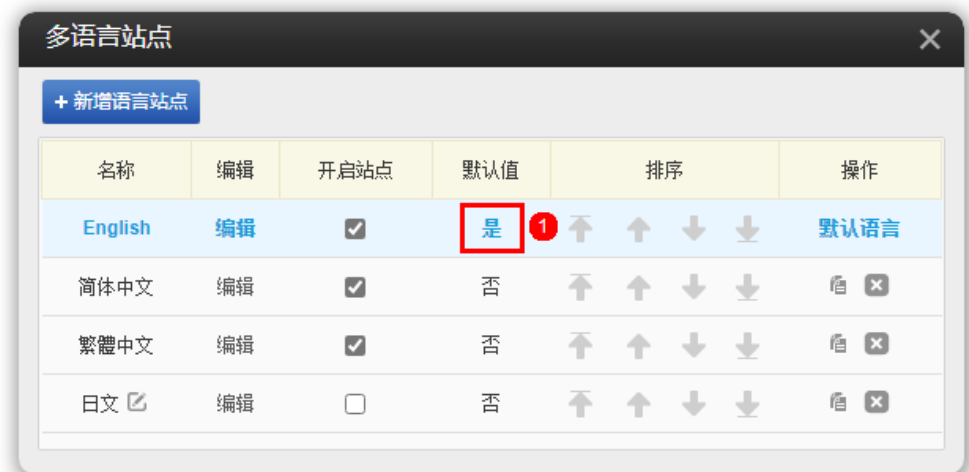 多语言站点
+ 新增语言站点
名称 编辑 开启站点 默认值 排序 操作
English 编辑 是 1 默认语言
简体中文 编辑 否
繁體中文 编辑 否
日文 编辑 否